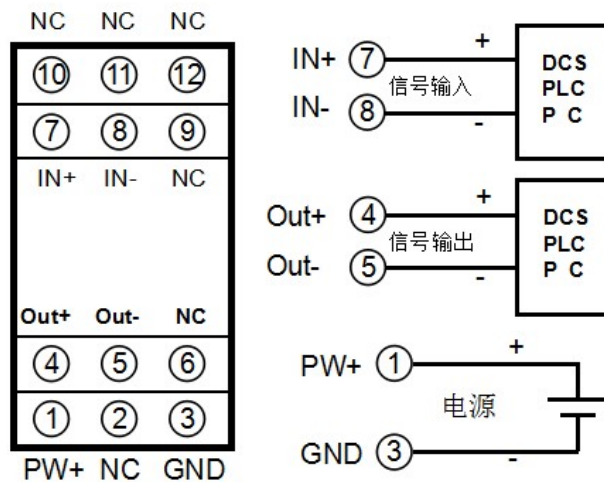 NC NC NC
⑩ ⑪ ⑫
⑦ ⑧ ⑨
IN+ IN- NC
Out+ Out- NC
④ ⑤ ⑥
① ② ③
PW+ NC GND
IN+ ⑦ +
信号输入
IN- ⑧ -
DCS
PLC
P C
Out+ ④ +
信号输出
Out- ⑤ -
DCS
PLC
P C
PW+ ① +
电源
GND ③ -